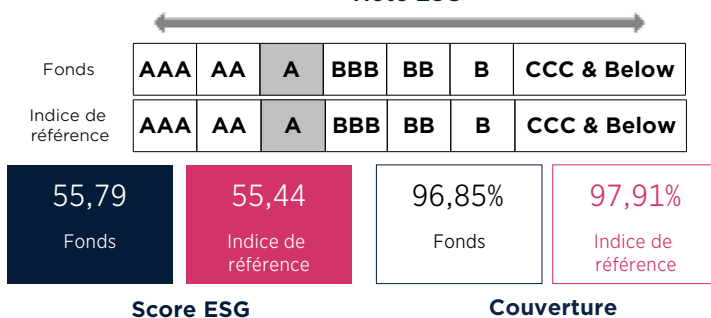 Fonds AAA AA A BBB BB B CCC & Below
Indice de
référence AAA AA A BBB BB B CCC & Below
55,79 55,44 96,85% 97,91%
Fonds Indice de Fonds Indice de
référence référence
Score ESG Couverture